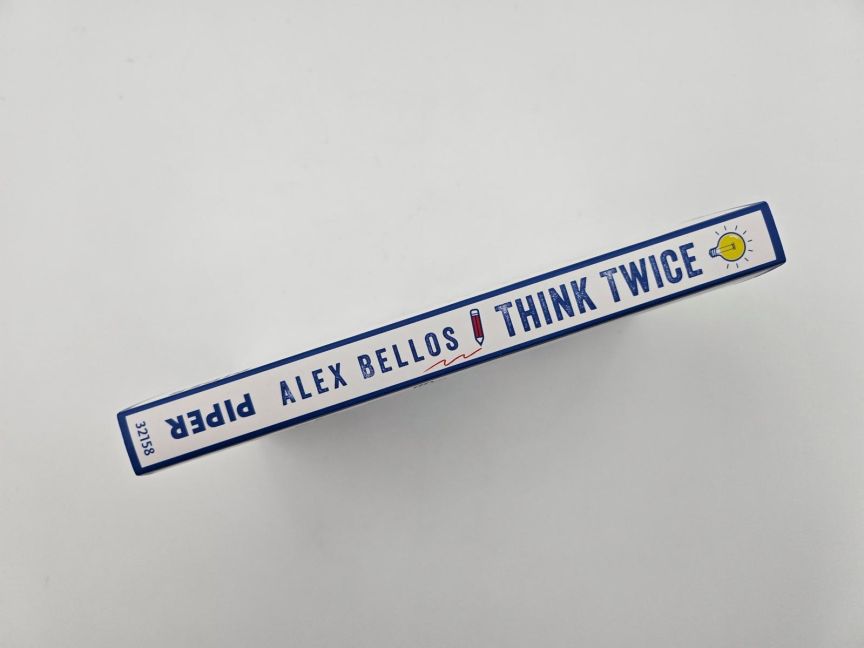 32158
PIPER
ALEX BELLOS
THINK TWICE